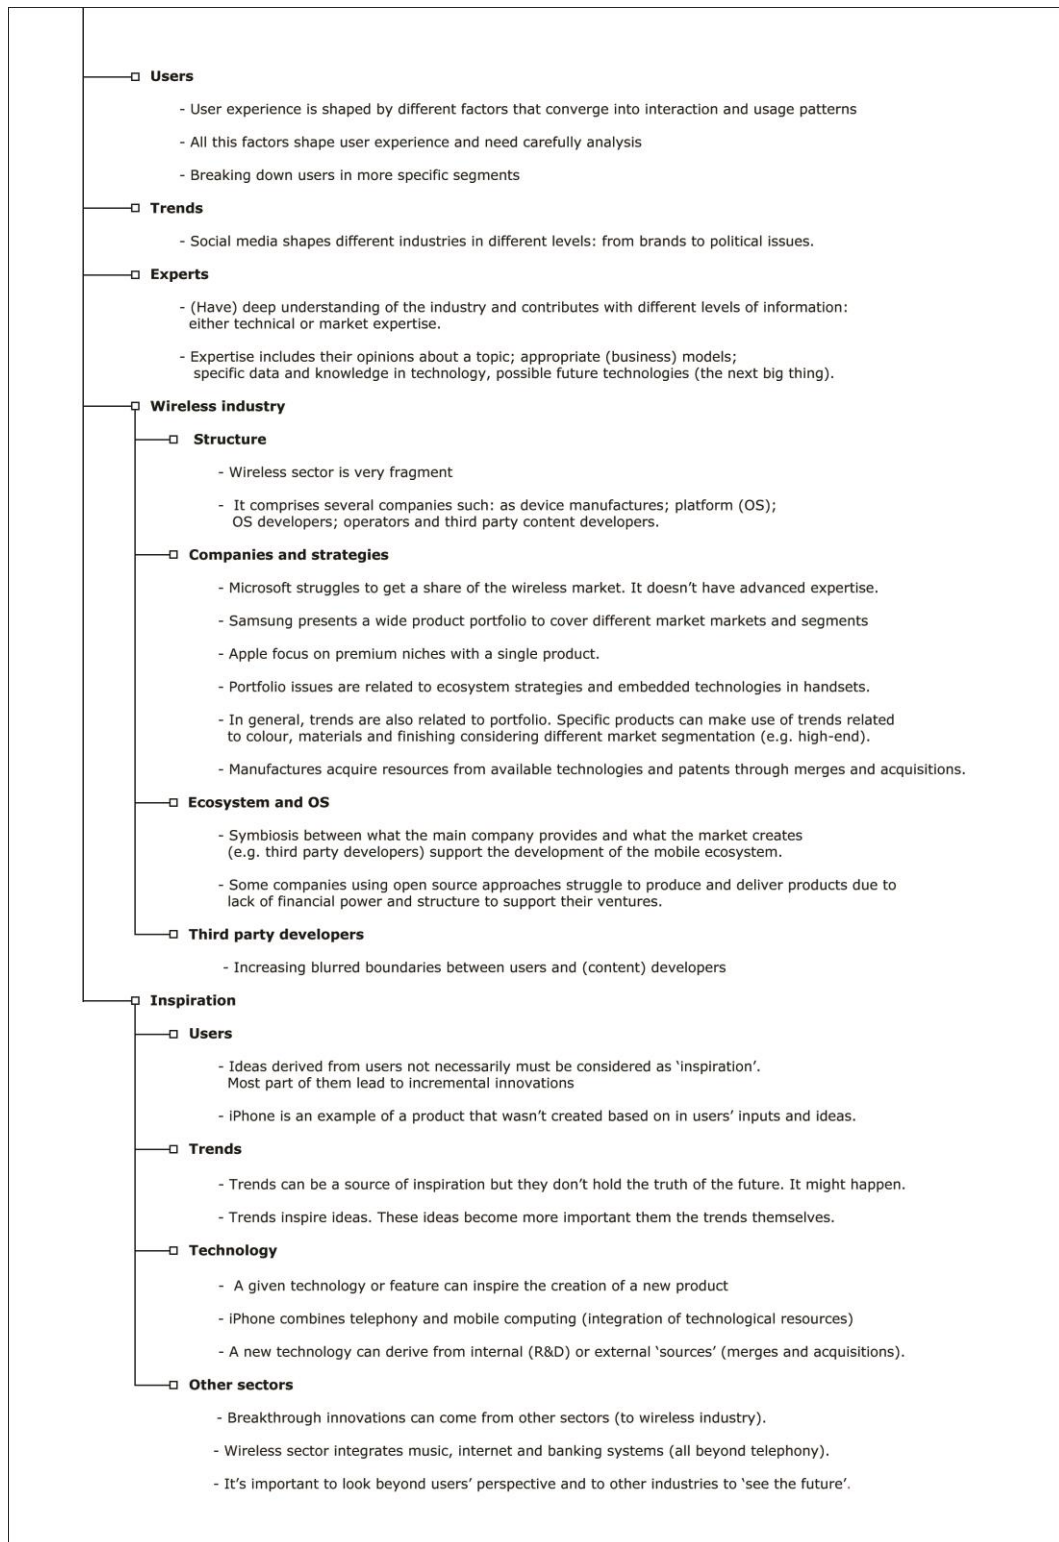 Users
- User experience is shaped by different factors that converge into interaction and usage patterns
- All this factors shape user experience and need carefully analysis
- Breaking down users in more specific segments
Trends
- Social media shapes different industries in different levels: from brands to political issues.
Experts
- (Have) deep understanding of the industry and contributes with different levels of information:
either technical or market expertise.
- Expertise includes their opinions about a topic; appropriate (business) models;
specific data and knowledge in technology, possible future technologies (the next big thing).
Wireless industry
Structure
- Wireless sector is very fragment
- It comprises several companies such: as device manufactures; platform (OS);
OS developers; operators and third party content developers.
Companies and strategies
- Microsoft struggles to get a share of the wireless market. It doesn't have advanced expertise.
- Samsung presents a wide product portfolio to cover different market markets and segments
- Apple focus on premium niches with a single product.
- Portfolio issues are related to ecosystem strategies and embedded technologies in handsets.
- In general, trends are also related to portfolio. Specific products can make use of trends related
to colour, materials and finishing considering different market segmentation (e.g. high-end).
- Manufactures acquire resources from available technologies and patents through merges and acquisitions.
Ecosystem and OS
- Symbiosis between what the main company provides and what the market creates
(e.g. third party developers) support the development of the mobile ecosystem.
- Some companies using open source approaches struggle to produce and deliver products due to
lack of financial power and structure to support their ventures.
Third party developers
- Increasing blurred boundaries between users and (content) developers
Inspiration
Users
- Ideas derived from users not necessarily must be considered as ‘inspiration’.
Most part of them lead to incremental innovations
- iPhone is an example of a product that wasn't created based on in users’ inputs and ideas.
Trends
- Trends can be a source of inspiration but they don't hold the truth of the future. It might happen.
- Trends inspire ideas. These ideas become more important them the trends themselves.
Technology
- A given technology or feature can inspire the creation of a new product
- iPhone combines telephony and mobile computing (integration of technological resources)
- A new technology can derive from internal (R&D) or external ‘sources’ (merges and acquisitions).
Other sectors
- Breakthrough innovations can come from other sectors (to wireless industry).
- Wireless sector integrates music, internet and banking systems (all beyond telephony).
- It's important to look beyond users’ perspective and to other industries to ‘see the future’.